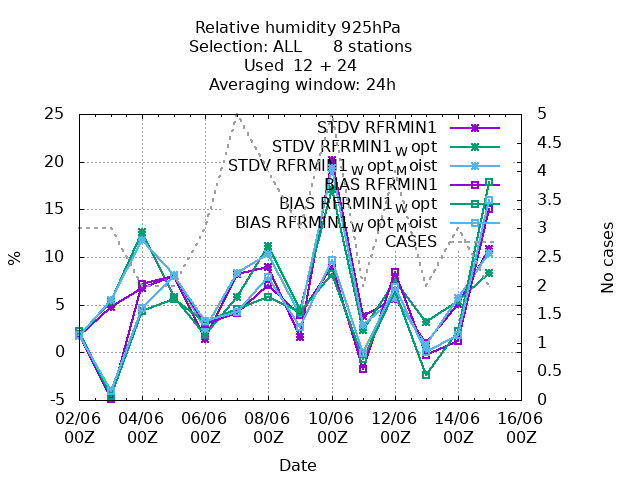 Relative humidity 925hPa
Selection: ALL 8 stations
Used 12 + 24
Averaging window: 24h
STDV RFRMIN1
STDV RFRMIN1_W opt
STDV RFRMIN1_W opt_M oist
BIAS RFRMIN1
BIAS RFRMIN1_W opt
BIAS RFRMIN1_W opt_M oist
CASES
%
25
20
15
10
5
0
-5
No cases
5
4.5
4
3.5
3
2.5
2
1.5
1
0.5
0
02/06 04/06 06/06 08/06 10/06 12/06 14/06 16/06
00Z 00Z 00Z 00Z 00Z 00Z 00Z 00Z
Date